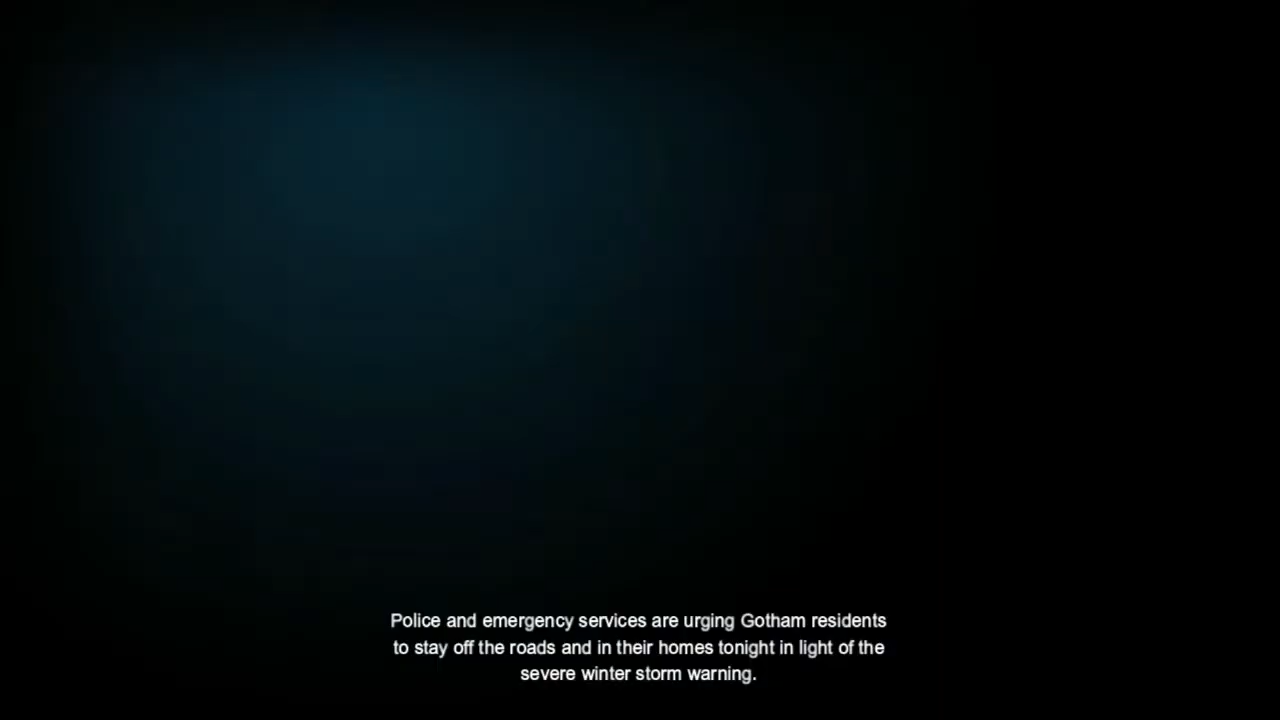 Police and emergency services are urging Gotham residents
to stay off the roads and in their homes tonight in light of the
severe winter storm warning.